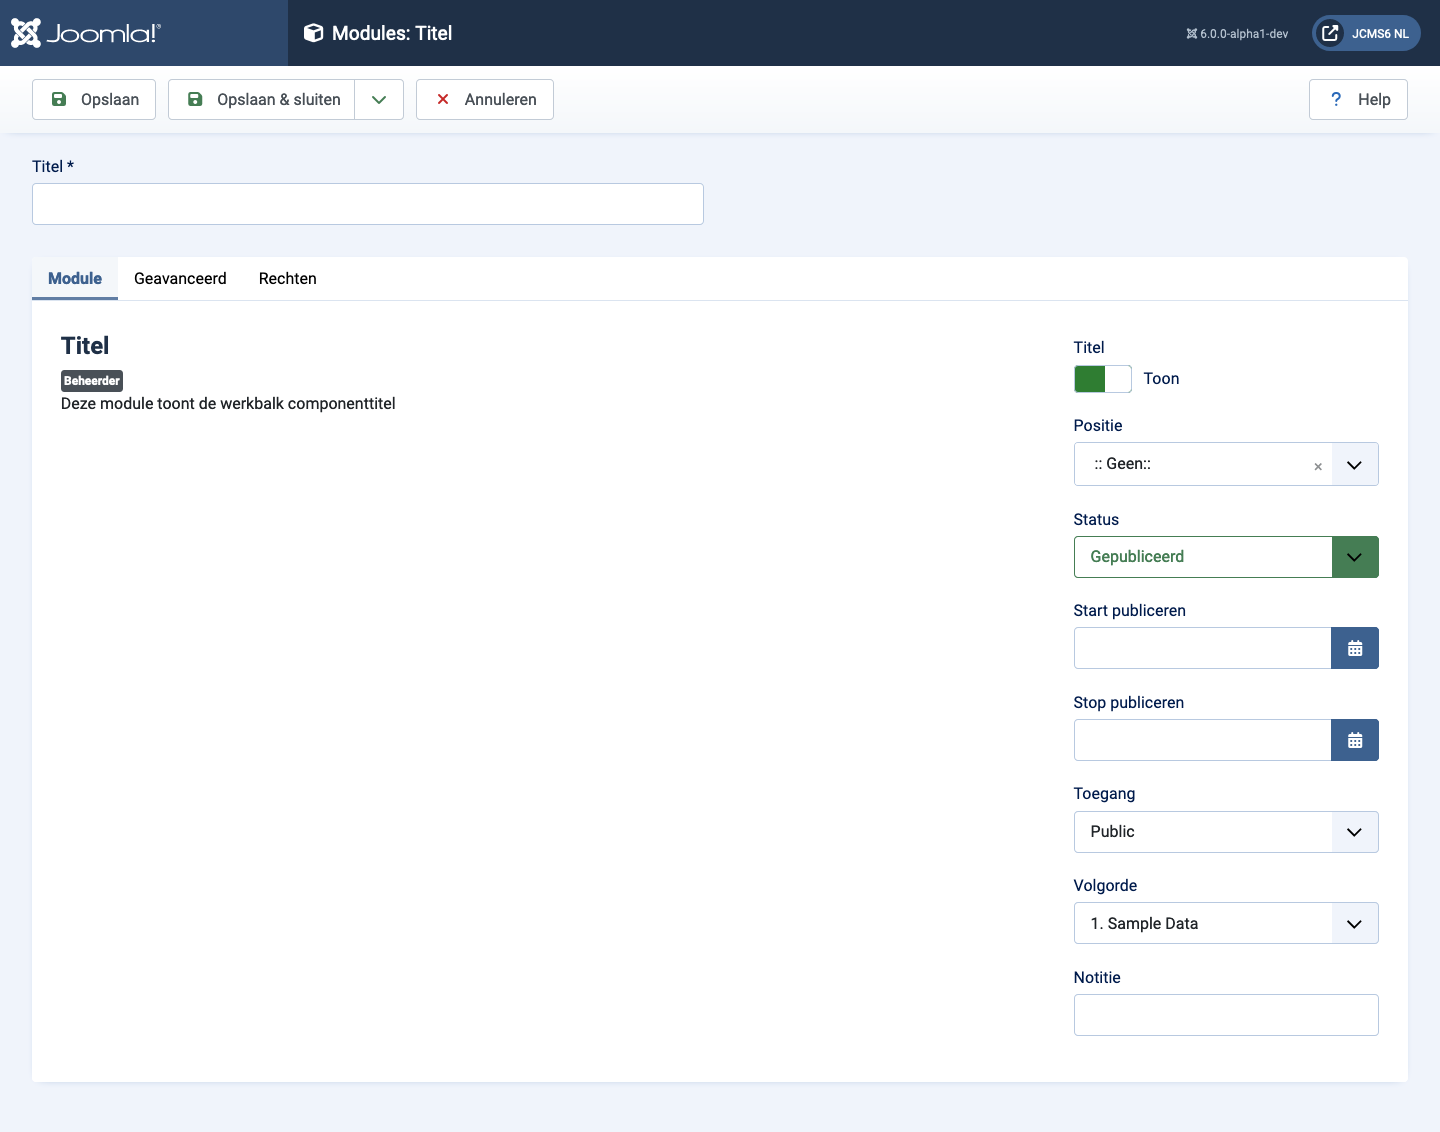 Joomla!®
Modules: Titel
6.0.0-alpha1-dev
JCMS6 NL
Opslaan
Opslaan & sluiten
Annuleren
? Help
Titel *
Module
Geavanceerd
Rechten
Titel
Beheerder
Deze module toont de werkbalk componenttitel
Titel
Toon
Positie
:: Geen::
×
Status
Gepubliceerd
Start publiceren
Stop publiceren
Toegang
Public
Volgorde
1. Sample Data
Notitie